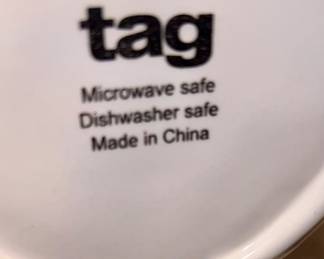 tag
Microwave safe
Dishwasher safe
Made in China